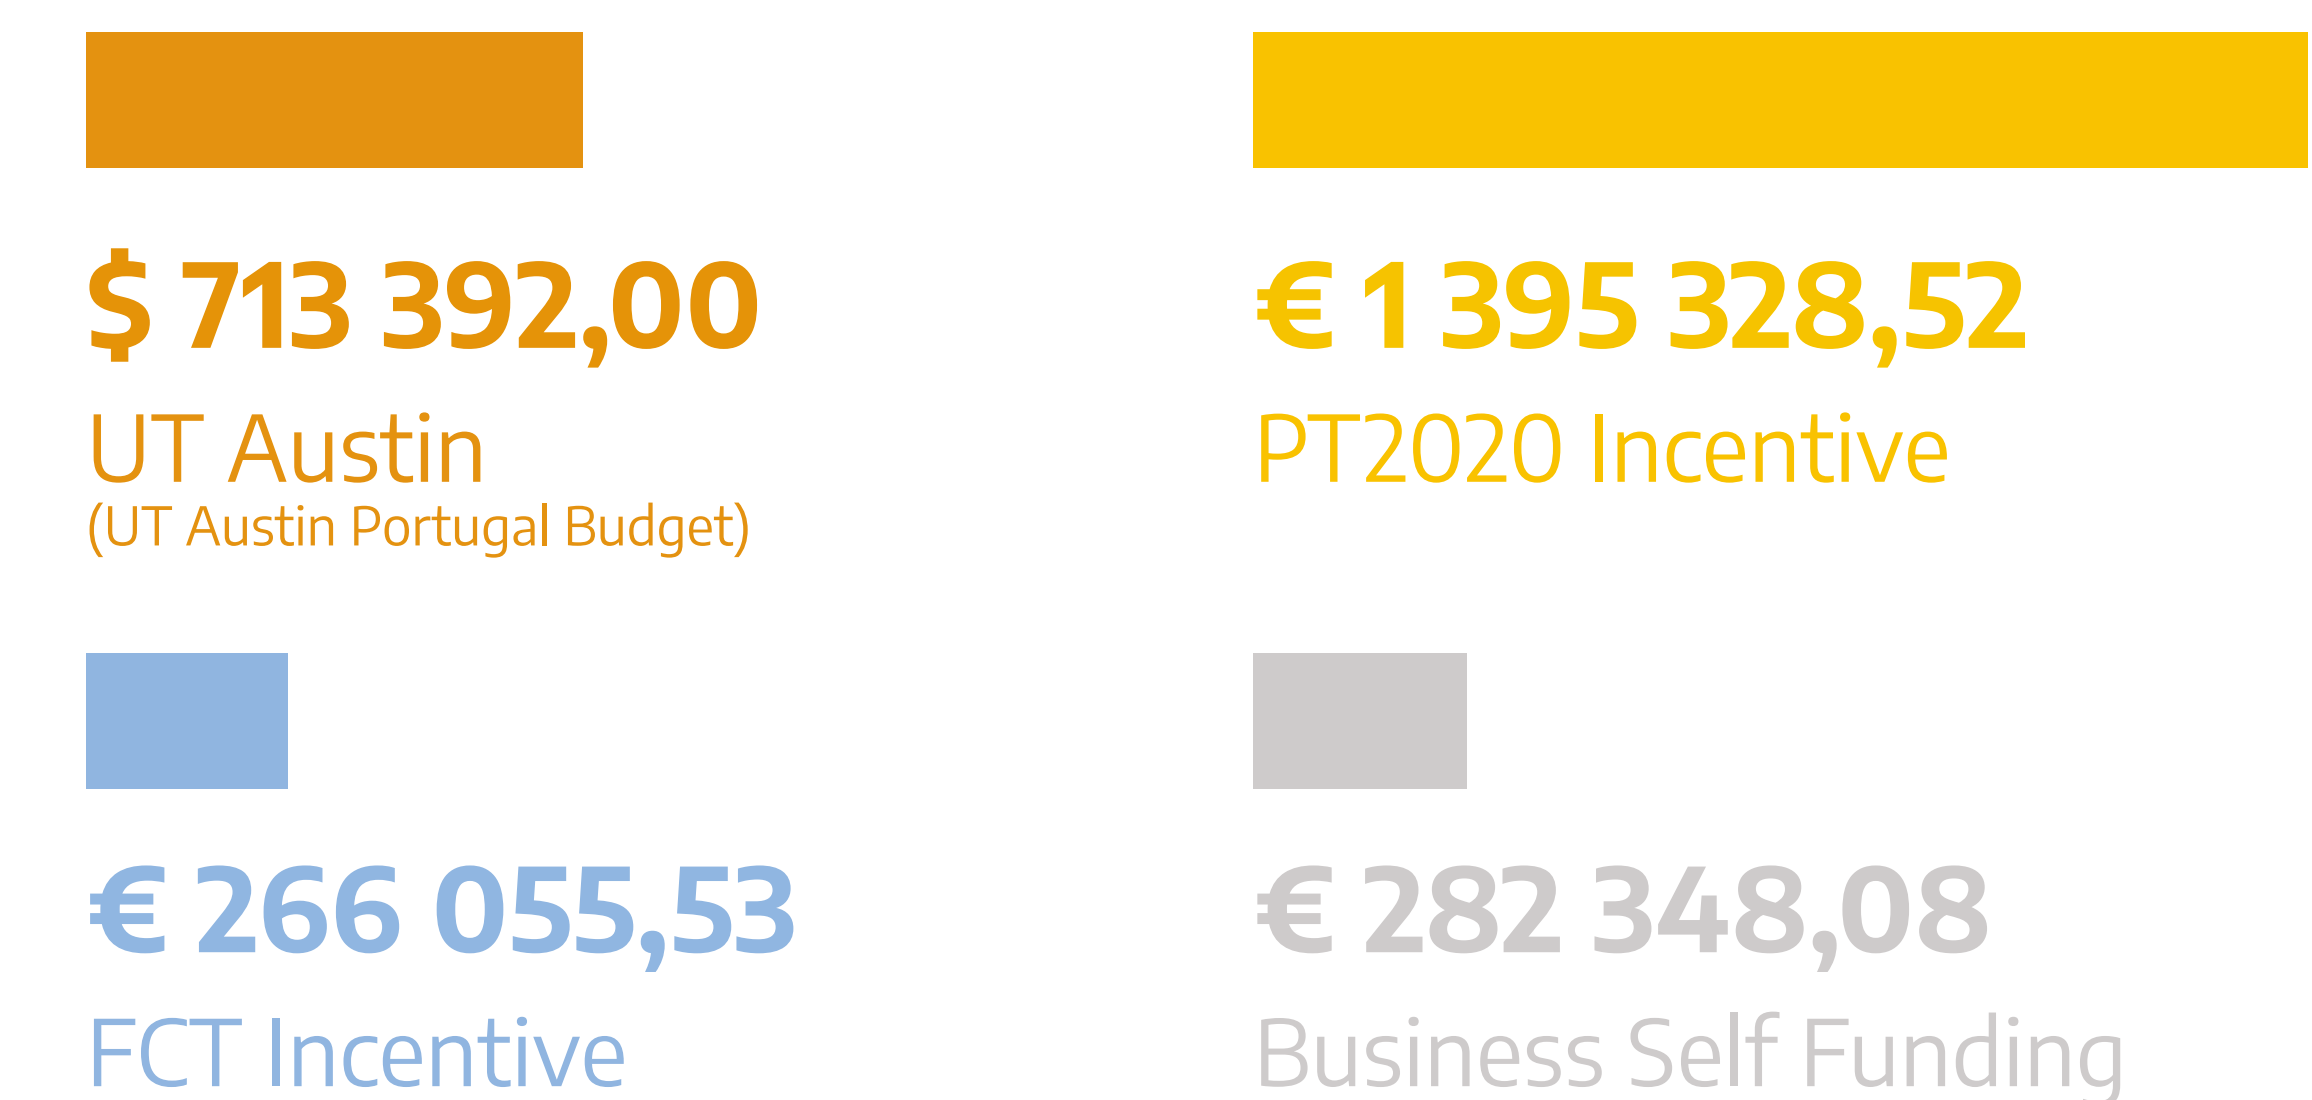 $ 713 392,00
UT Austin
(UT Austin Portugal Budget)
€ 1 395 328,52
PT2020 Incentive
€ 266 055,53
FCT Incentive
€ 282 348,08
Business Self Funding